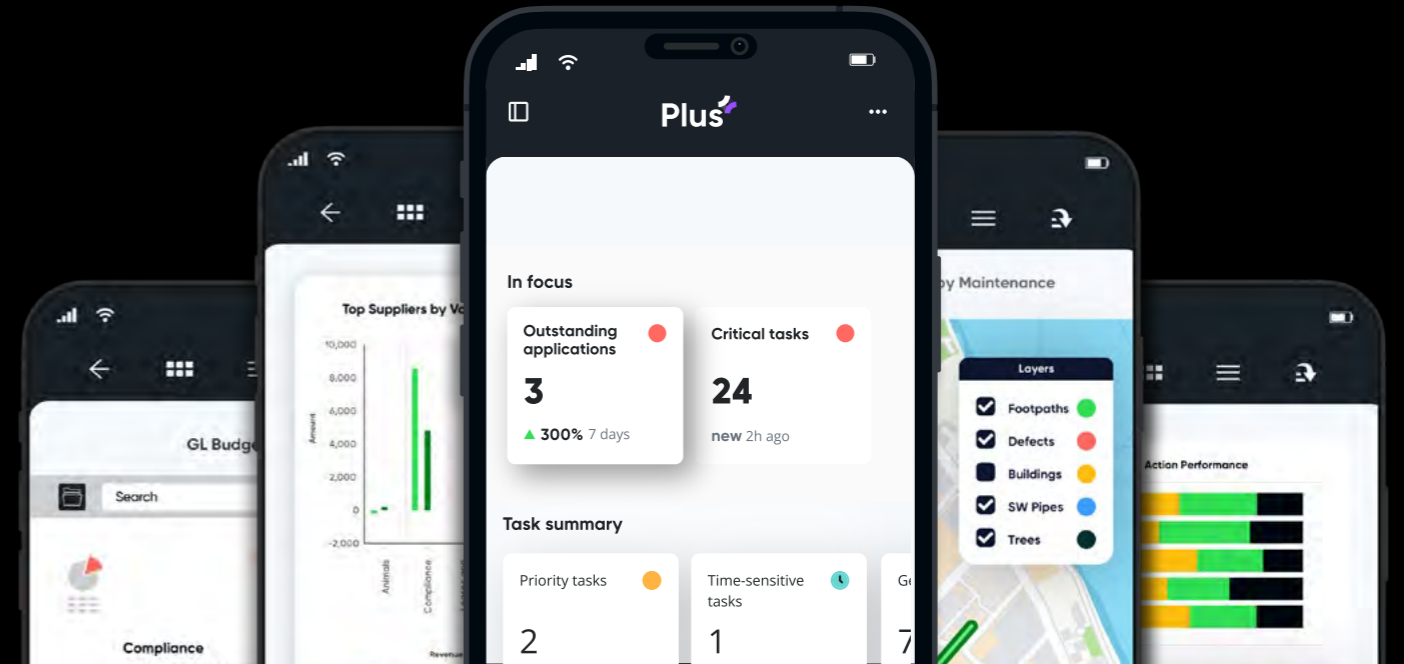 Plus
In focus
Outstanding
applications
3
300% 7 days
Critical tasks
24
new 2h ago
Task summary
Priority tasks
2
Time-sensitive
tasks
1
7
Top Suppliers by
10,000
8,000
6,000
4,000
2,000
0
-2,000
Amount
Animals
Compliance
Revenue
GL Budge
Search
Compliance
by Maintenance
Layers
Footpaths
Defects
Buildings
SW Pipes
Trees
Action Performance